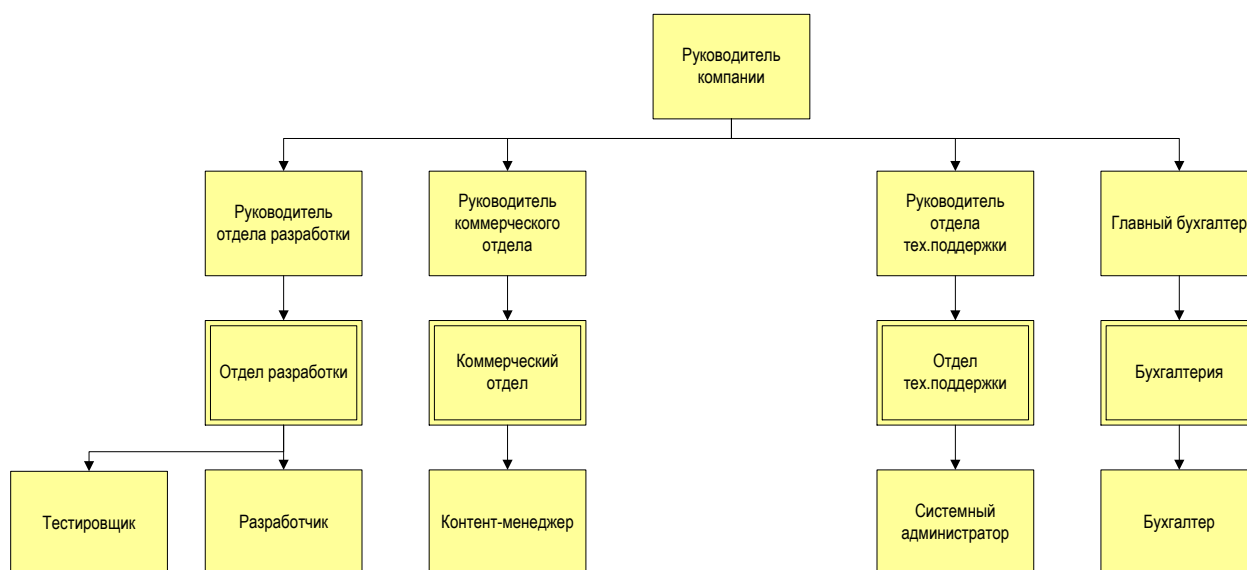 Руководитель
компании
Руководитель
отдела разработки
Руководитель
коммерческого
отдела
Руководитель
отдела
тех.поддержки
Главный бухгалтер
Отдел разработки
Коммерческий
отдел
Отдел
тех.поддержки
Бухгалтерия
Тестировщик
Разработчик
Контент-менеджер
Системный
администратор
Бухгалтер